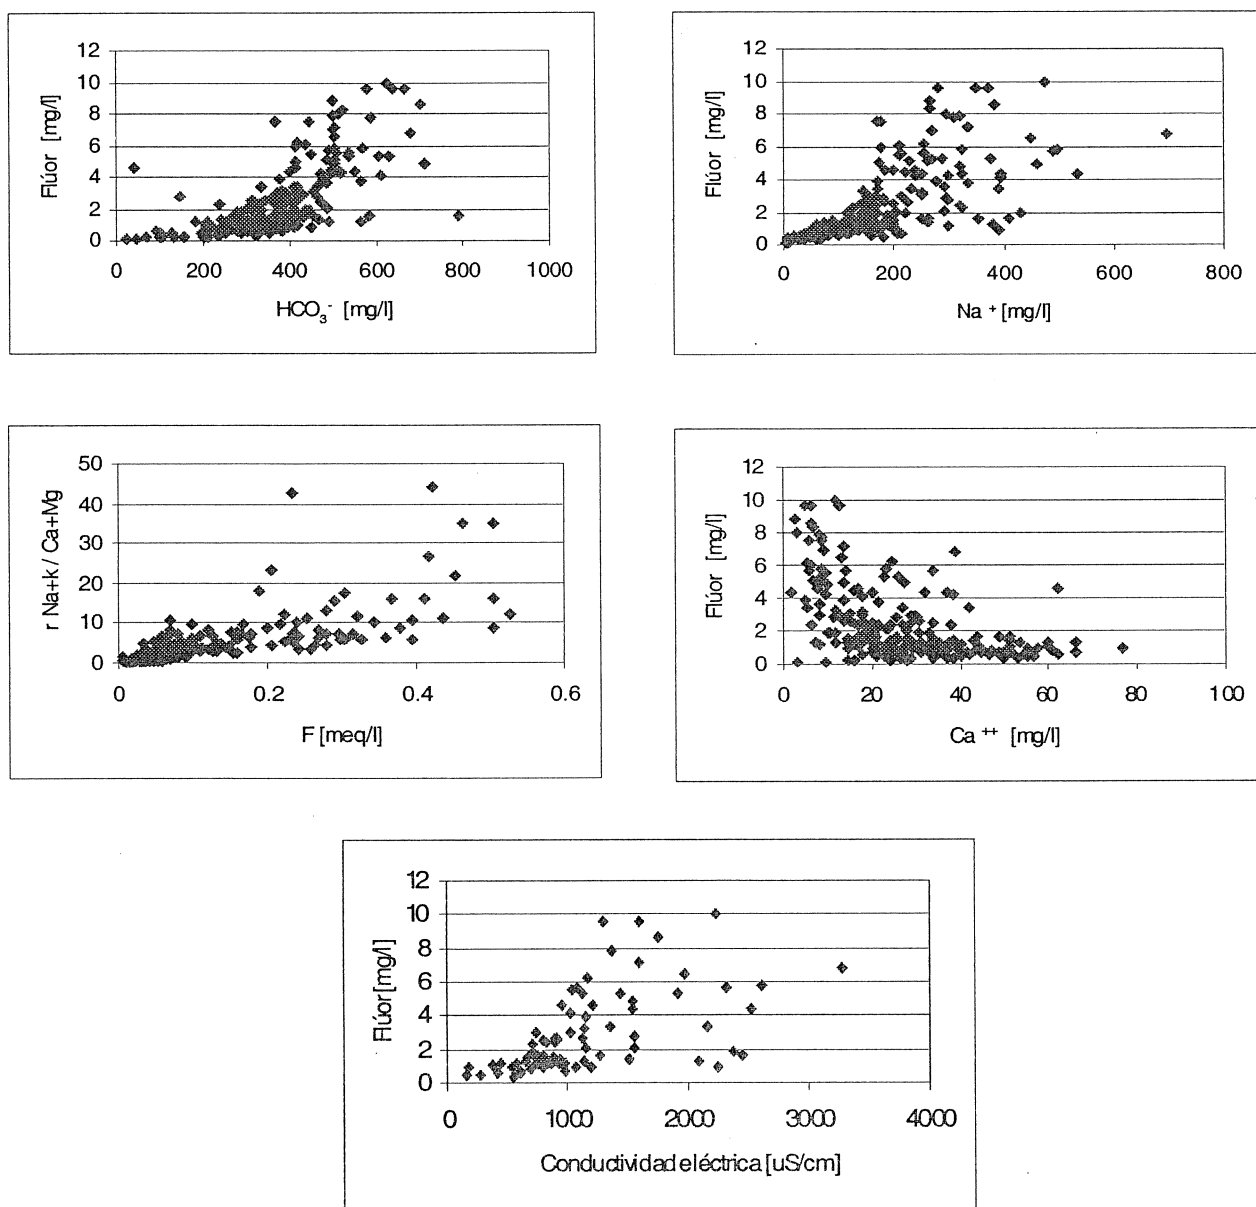 Flúor [mg/l]
12
10
8
6
4
2
0
0 200 400 600 800 1000
HCO₃⁻ [mg/l]
Flúor [mg/l]
12
10
8
6
4
2
0
0 200 400 600 800
Na⁺ [mg/l]
r Na+k / Ca+Mg
50
40
30
20
10
0
0 0.2 0.4 0.6
F [meq/l]
Flúor [mg/l]
12
10
8
6
4
2
0
0 20 40 60 80 100
Ca⁺⁺ [mg/l]
Flúor [mg/l]
12
10
8
6
4
2
0
0 1000 2000 3000 4000
Conductividad eléctrica [uS/cm]